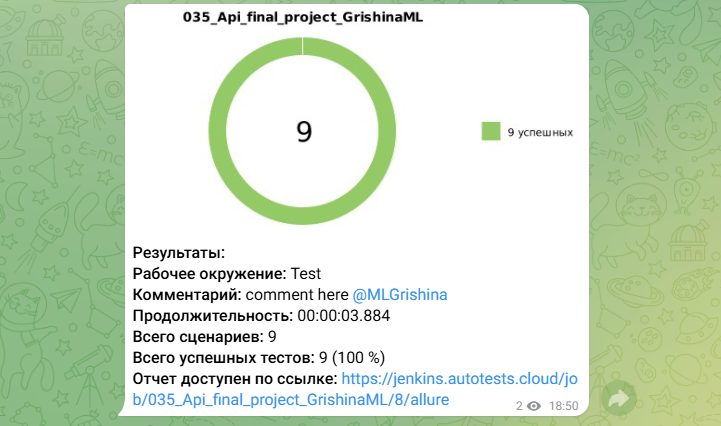 035_Api_final_project_GrishinaML
9
9 успешных
Результаты:
Рабочее окружение: Test
Комментарий: comment here @MLGrishina
Продолжительность: 00:00:03.884
Всего сценариев: 9
Всего успешных тестов: 9 (100 %)
Отчет доступен по ссылке: https://jenkins.autotests.cloud/jo
b/035_Api_final_project_GrishinaML/8/allure
2 18:50